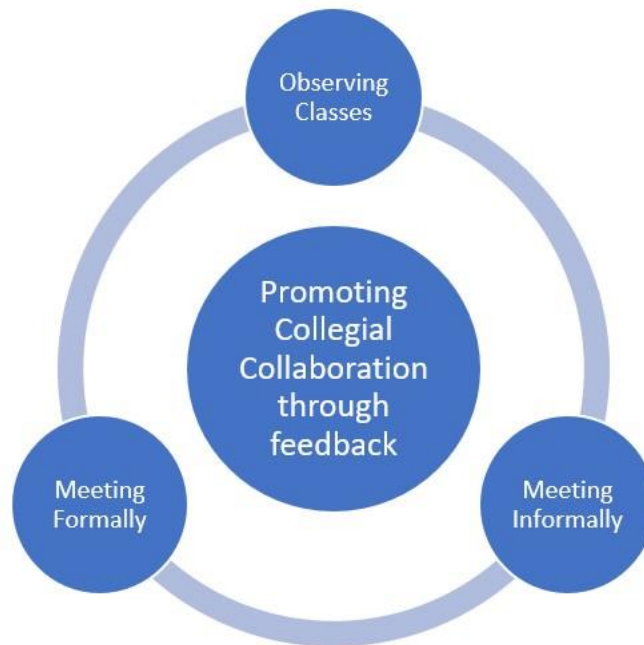 Observing
Classes
Promoting
Collegial
Collaboration
through
feedback
Meeting
Formally
Meeting
Informally